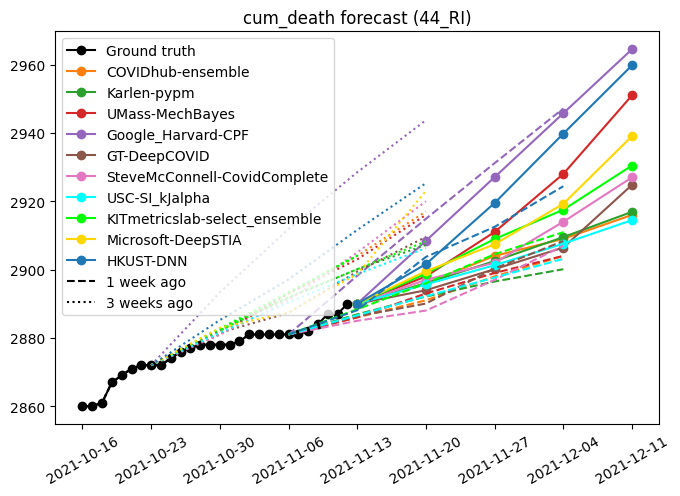 cum_death forecast (44_RI)
2960
2940
2920
2900
2880
2860
Ground truth
COVIDhub-ensemble
Karlen-pypm
UMass-MechBayes
Google_Harvard-CPF
GT-DeepCOVID
SteveMcConnell-CovidComplete
USC-SI_kJalpha
KITmetricslab-select_ensemble
Microsoft-DeepSTIA
HKUST-DNN
1 week ago
3 weeks ago
2021-10-16
2021-10-23
2021-10-30
2021-11-06
2021-11-13
2021-11-20
2021-11-27
2021-12-04
2021-12-11